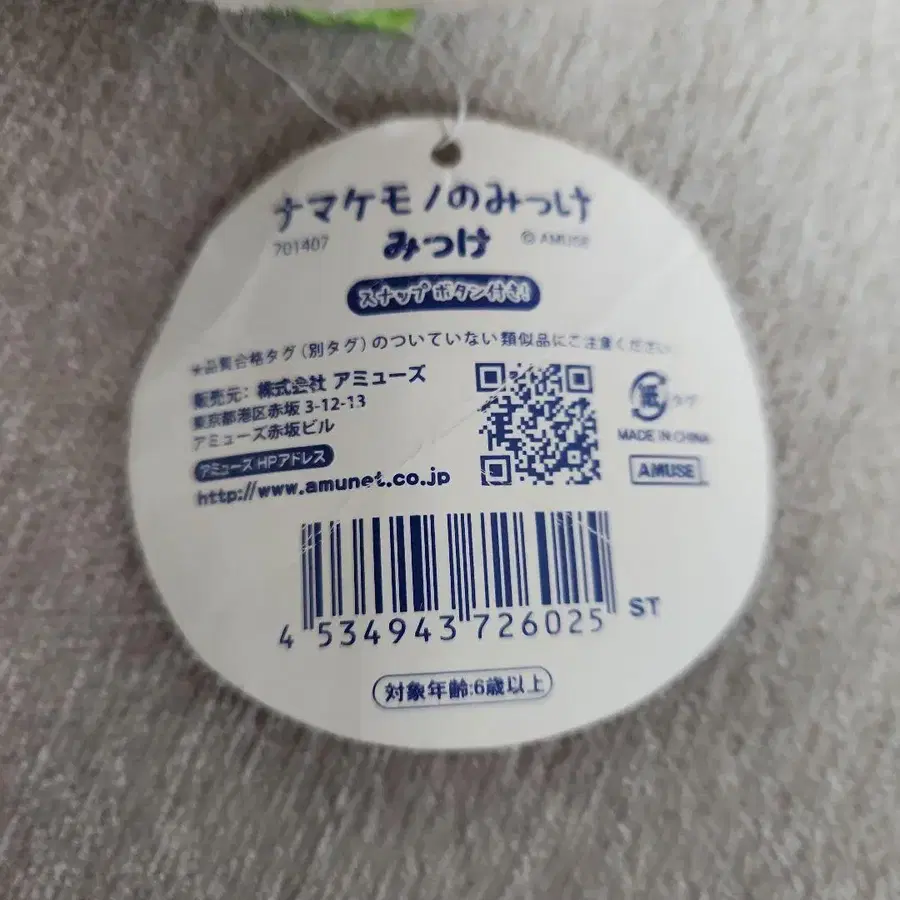 ナマケモノのみっけ
みつけ
701407
© AMUSE
スナップボタン付き!
※品質合格タグ(別タグ)のついていない類似品にご注意ください
販売元: 株式会社 アミューズ
東京都港区赤坂 3-12-13
アミューズ赤坂ビル
アミューズ HPアドレス
http://www.amunet.co.jp
紙 タグ
MADE IN CHINA
AMUSE
4 534943 726025
ST
対象年齢:6歳以上